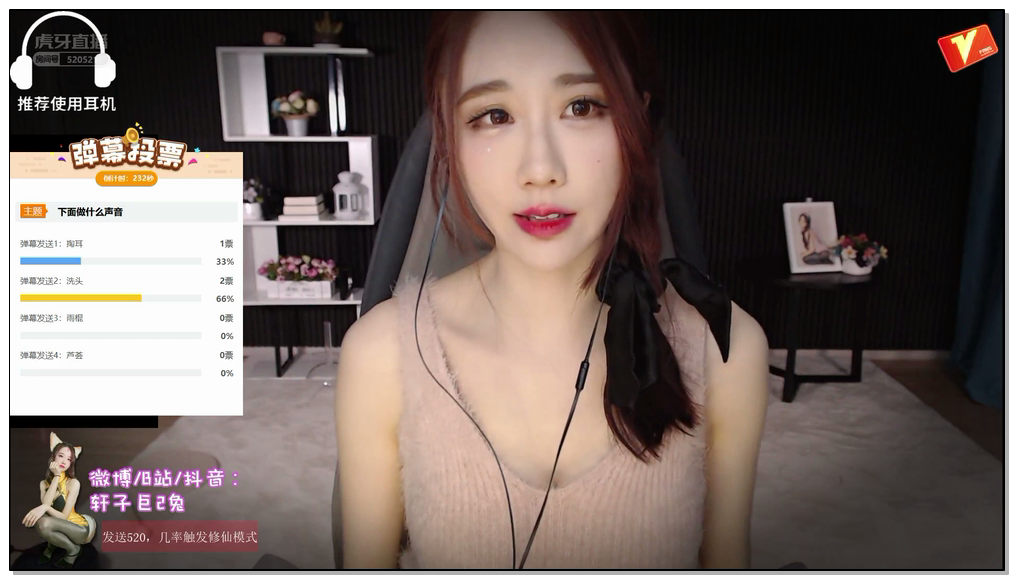 虎牙直播
房间号 52052
推荐使用耳机
弹幕投票
倒计时：232秒
主题 下面做什么声音
弹幕发送1：掏耳 1票
33%
弹幕发送2：洗头 2票
66%
弹幕发送3：雨棍 0票
0%
弹幕发送4：芦荟 0票
0%
微博/B站/抖音：
轩子巨2兔
发送520，几率触发修仙模式